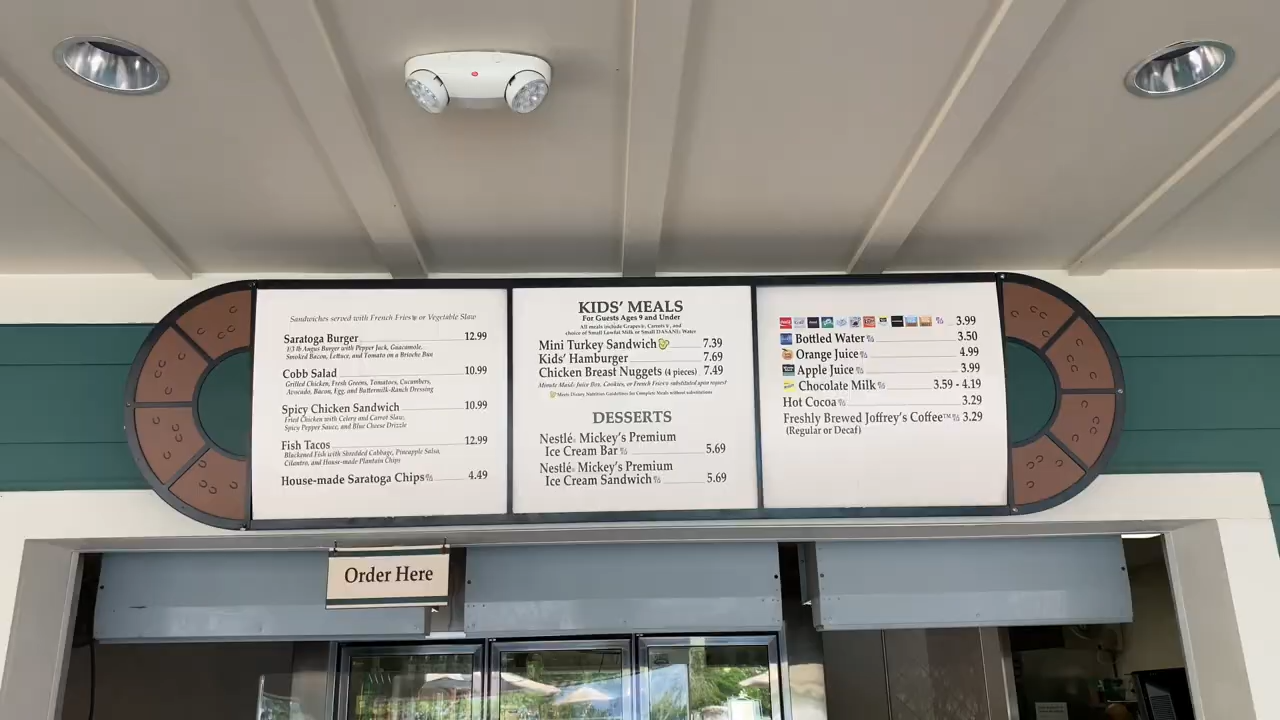 Sandwiches served with French Fries or Vegetable Slaw
Saratoga Burger 12.99
1/3 lb Angus Burger with Pepper Jack, Guacamole,
Smoked Bacon, Lettuce, and Tomato on a Brioche Bun
Cobb Salad 10.99
Grilled Chicken, Fresh Greens, Tomatoes, Cucumbers,
Avocado, Bacon, Egg, and Buttermilk-Ranch Dressing
Spicy Chicken Sandwich 10.99
Fried Chicken with Celery and Carrot Slaw,
Spicy Pepper Sauce, and Blue Cheese Drizzle
Fish Tacos 12.99
Blackened Fish with Shredded Cabbage, Pineapple Salsa,
Cilantro, and House-made Plantain Chips
House-made Saratoga Chips 4.49
KIDS' MEALS
For Guests Ages 9 and Under
All meals include Grapes, Carrots, and
choice of Small Lowfat Milk or Small DASANI Water
Mini Turkey Sandwich 7.39
Kids' Hamburger 7.69
Chicken Breast Nuggets (4 pieces) 7.49
Minute Maid Juice Box, Cookies, or French Fries substituted upon request
Meets Disney Nutrition Guidelines for Complete Meals without substitutions
DESSERTS
Nestlé Mickey's Premium
Ice Cream Bar 5.69
Nestlé Mickey's Premium
Ice Cream Sandwich 5.69
3.99
Bottled Water 3.50
Orange Juice 4.99
Apple Juice 3.99
Chocolate Milk 3.59 - 4.19
Hot Cocoa 3.29
Freshly Brewed Joffrey's Coffee™ 3.29
(Regular or Decaf)
Order Here